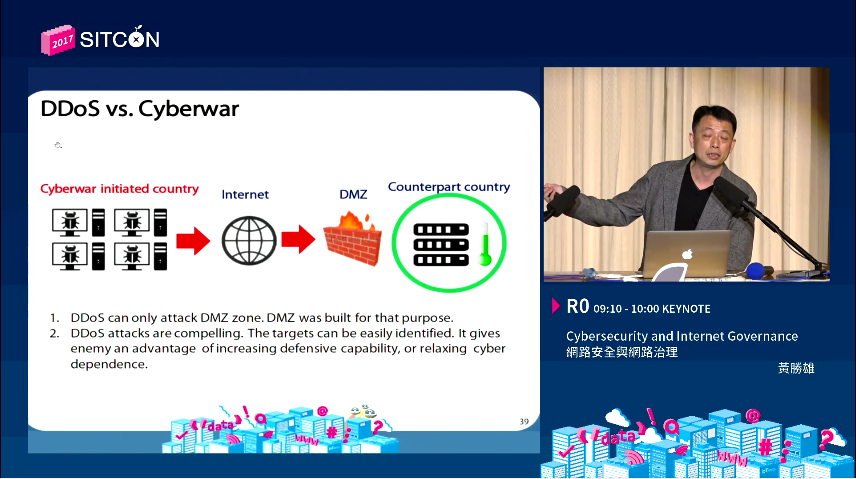 2017 SITCON
DDoS vs. Cyberwar
Cyberwar initiated country
Internet
DMZ
Counterpart country
1. DDoS can only attack DMZ zone. DMZ was built for that purpose.
2. DDoS attacks are compelling. The targets can be easily identified. It gives
enemy an advantage of increasing defensive capability, or relaxing cyber
dependence.
39
R0 09:10 - 10:00 KEYNOTE
Cybersecurity and Internet Governance
網路安全與網路治理
黃勝雄
data
www
data
www